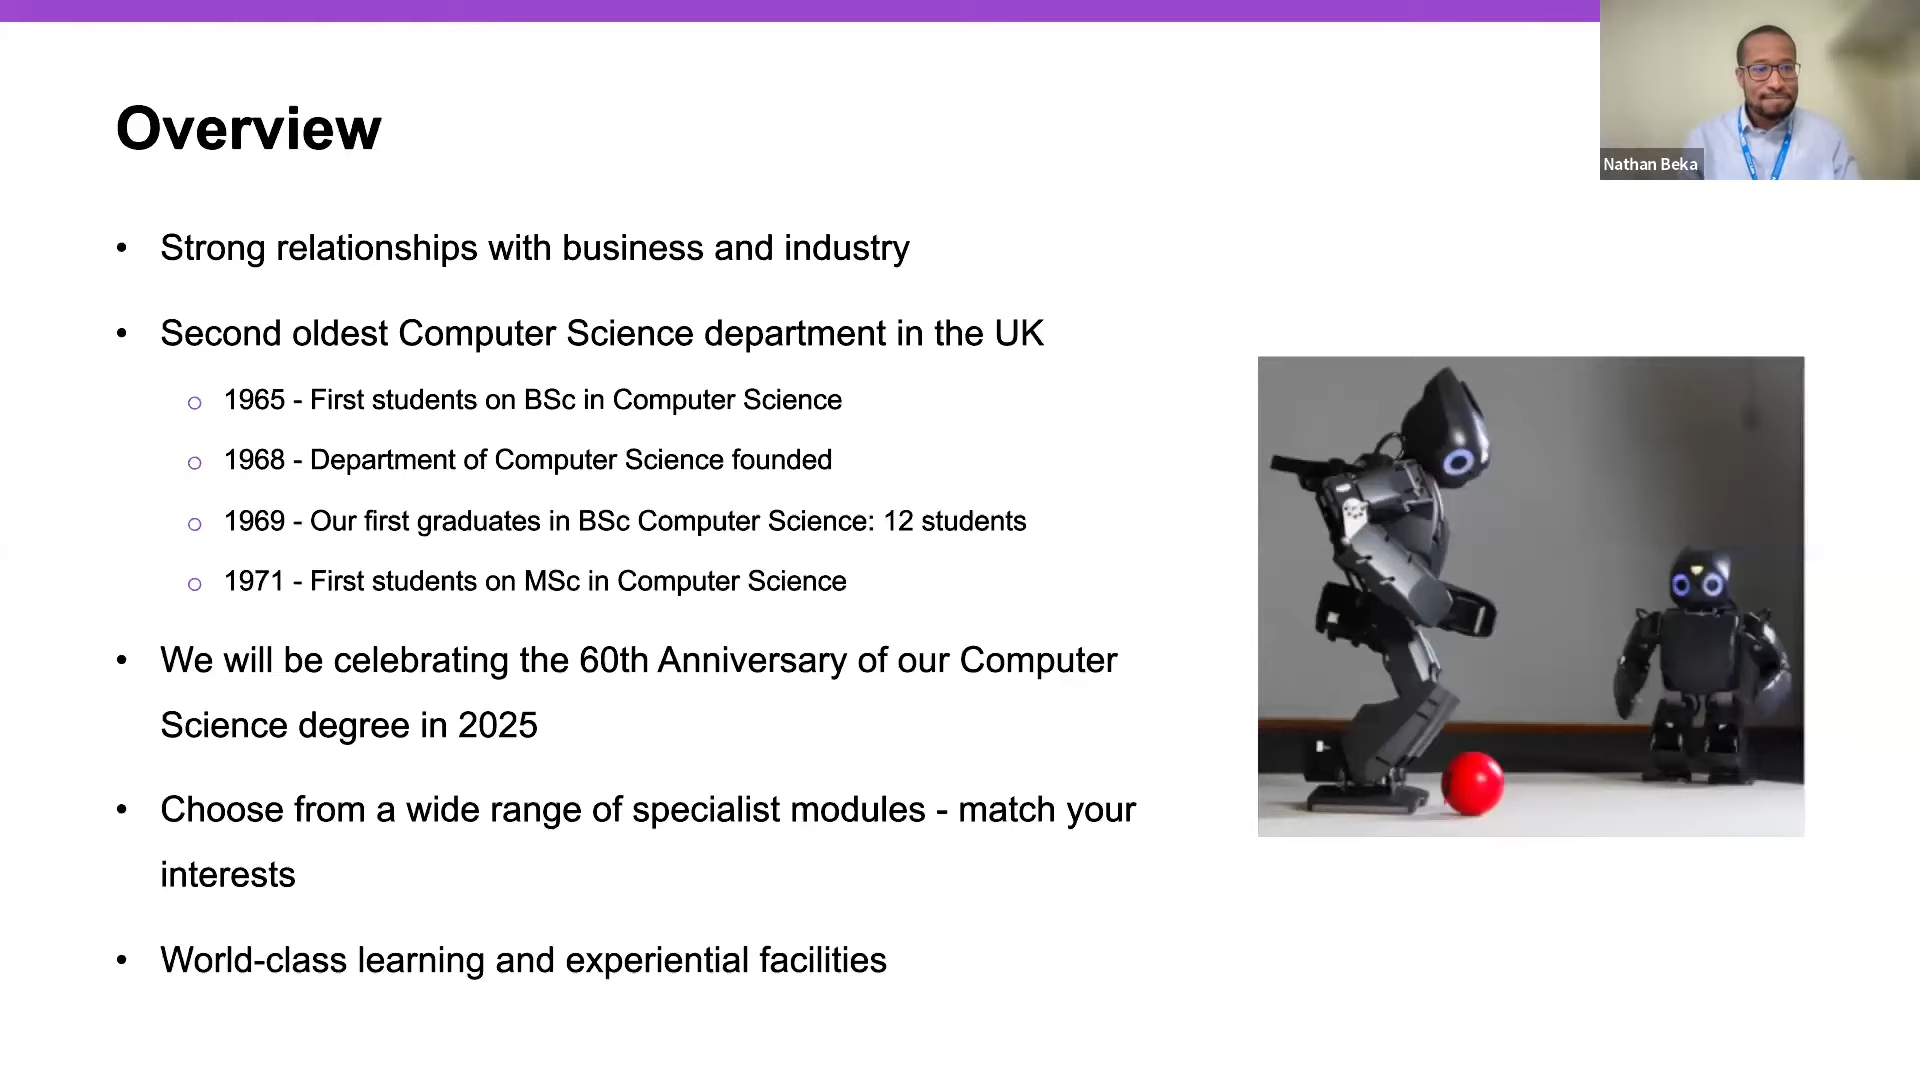 Overview
Nathan Beka
• Strong relationships with business and industry
• Second oldest Computer Science department in the UK
o 1965 - First students on BSc in Computer Science
o 1968 - Department of Computer Science founded
o 1969 - Our first graduates in BSc Computer Science: 12 students
o 1971 - First students on MSc in Computer Science
• We will be celebrating the 60th Anniversary of our Computer
Science degree in 2025
• Choose from a wide range of specialist modules - match your
interests
• World-class learning and experiential facilities